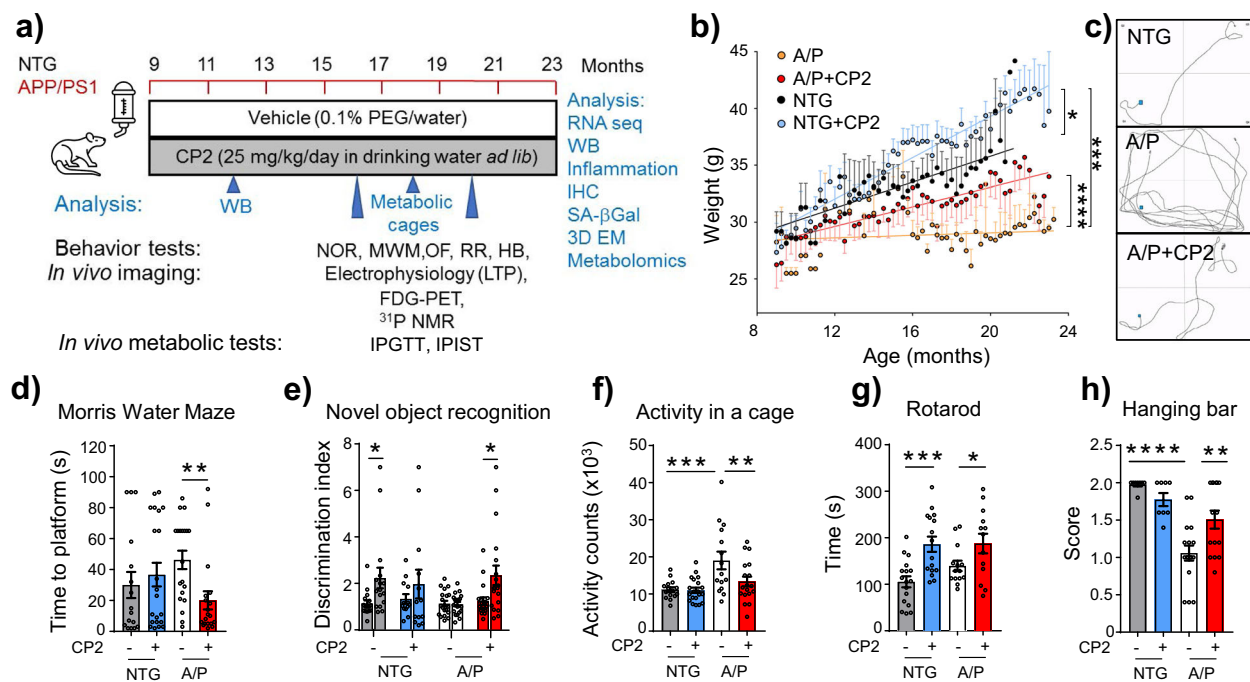 a)
NTG
APP/PS1
9 11 13 15 17 19 21 23 Months
Vehicle (0.1% PEG/water)
CP2 (25 mg/kg/day in drinking water ad lib)
Analysis:
WB
Metabolic
cages
Behavior tests:
NOR, MWM,OF, RR, HB,
In vivo imaging:
Electrophysiology (LTP),
FDG-PET,
³¹P NMR
In vivo metabolic tests:
IPGTT, IPIST
Analysis:
RNA seq
WB
Inflammation
IHC
SA-βGal
3D EM
Metabolomics
b)
Weight (g)
45
40
35
30
25
A/P
A/P+CP2
NTG
NTG+CP2
*
***
****
8 12 16 20 24
Age (months)
c)
NTG
A/P
A/P+CP2
d)
Morris Water Maze
Time to platform (s)
120
100
80
60
40
20
0
**
CP2 - + - +
NTG A/P
e)
Novel object recognition
Discrimination index
8
6
4
2
0
* *
CP2 - + - +
NTG A/P
f)
Activity in a cage
Activity counts (x10³)
50
40
30
20
10
0
*** **
CP2 - + - +
NTG A/P
g)
Rotarod
Time (s)
400
300
200
100
0
*** *
CP2 - + - +
NTG A/P
h)
Hanging bar
Score
2.5
2.0
1.5
1.0
0.5
0
**** **
CP2 - + - +
NTG A/P